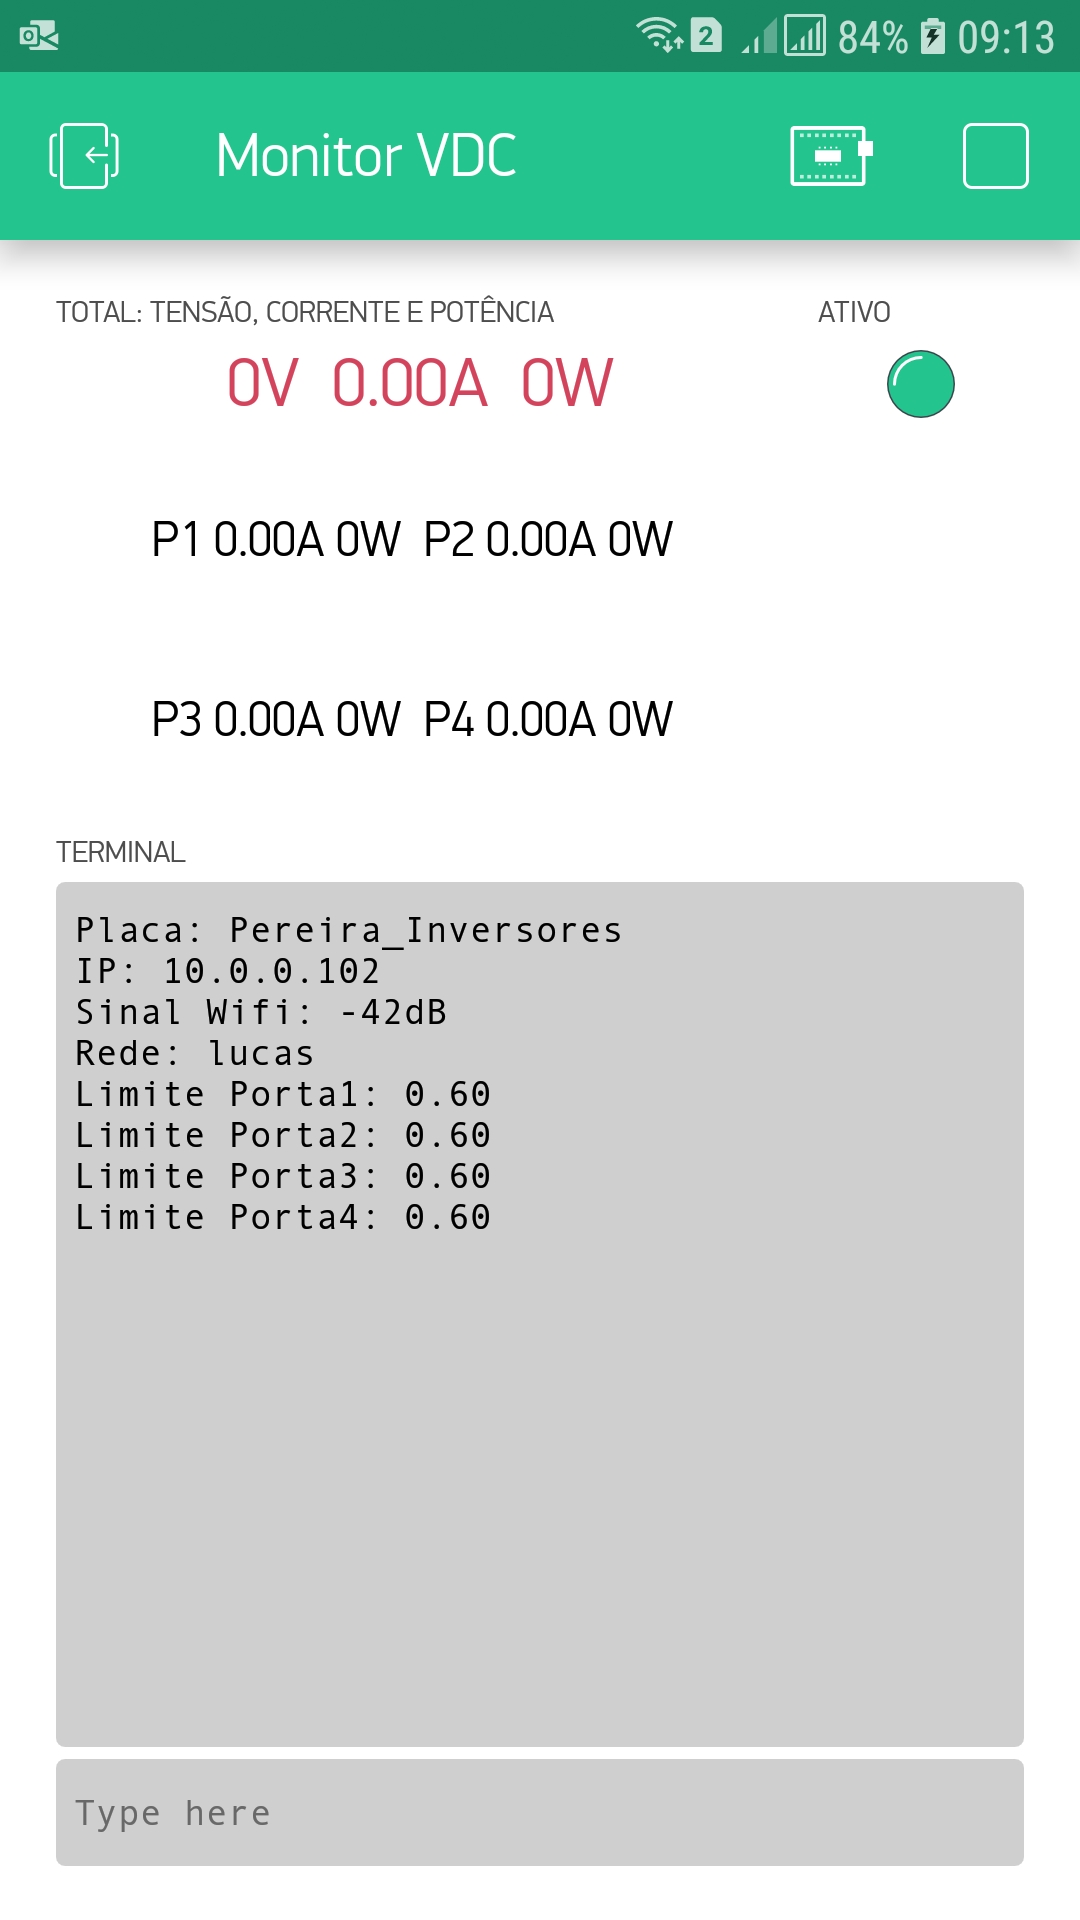 2 84% 09:13
Monitor VDC
TOTAL: TENSÃO, CORRENTE E POTÊNCIA ATIVO
0V 0.00A 0W
P1 0.00A 0W P2 0.00A 0W
P3 0.00A 0W P4 0.00A 0W
TERMINAL
Placa: Pereira_Inversores
IP: 10.0.0.102
Sinal Wifi: -42dB
Rede: lucas
Limite Porta1: 0.60
Limite Porta2: 0.60
Limite Porta3: 0.60
Limite Porta4: 0.60
Type here